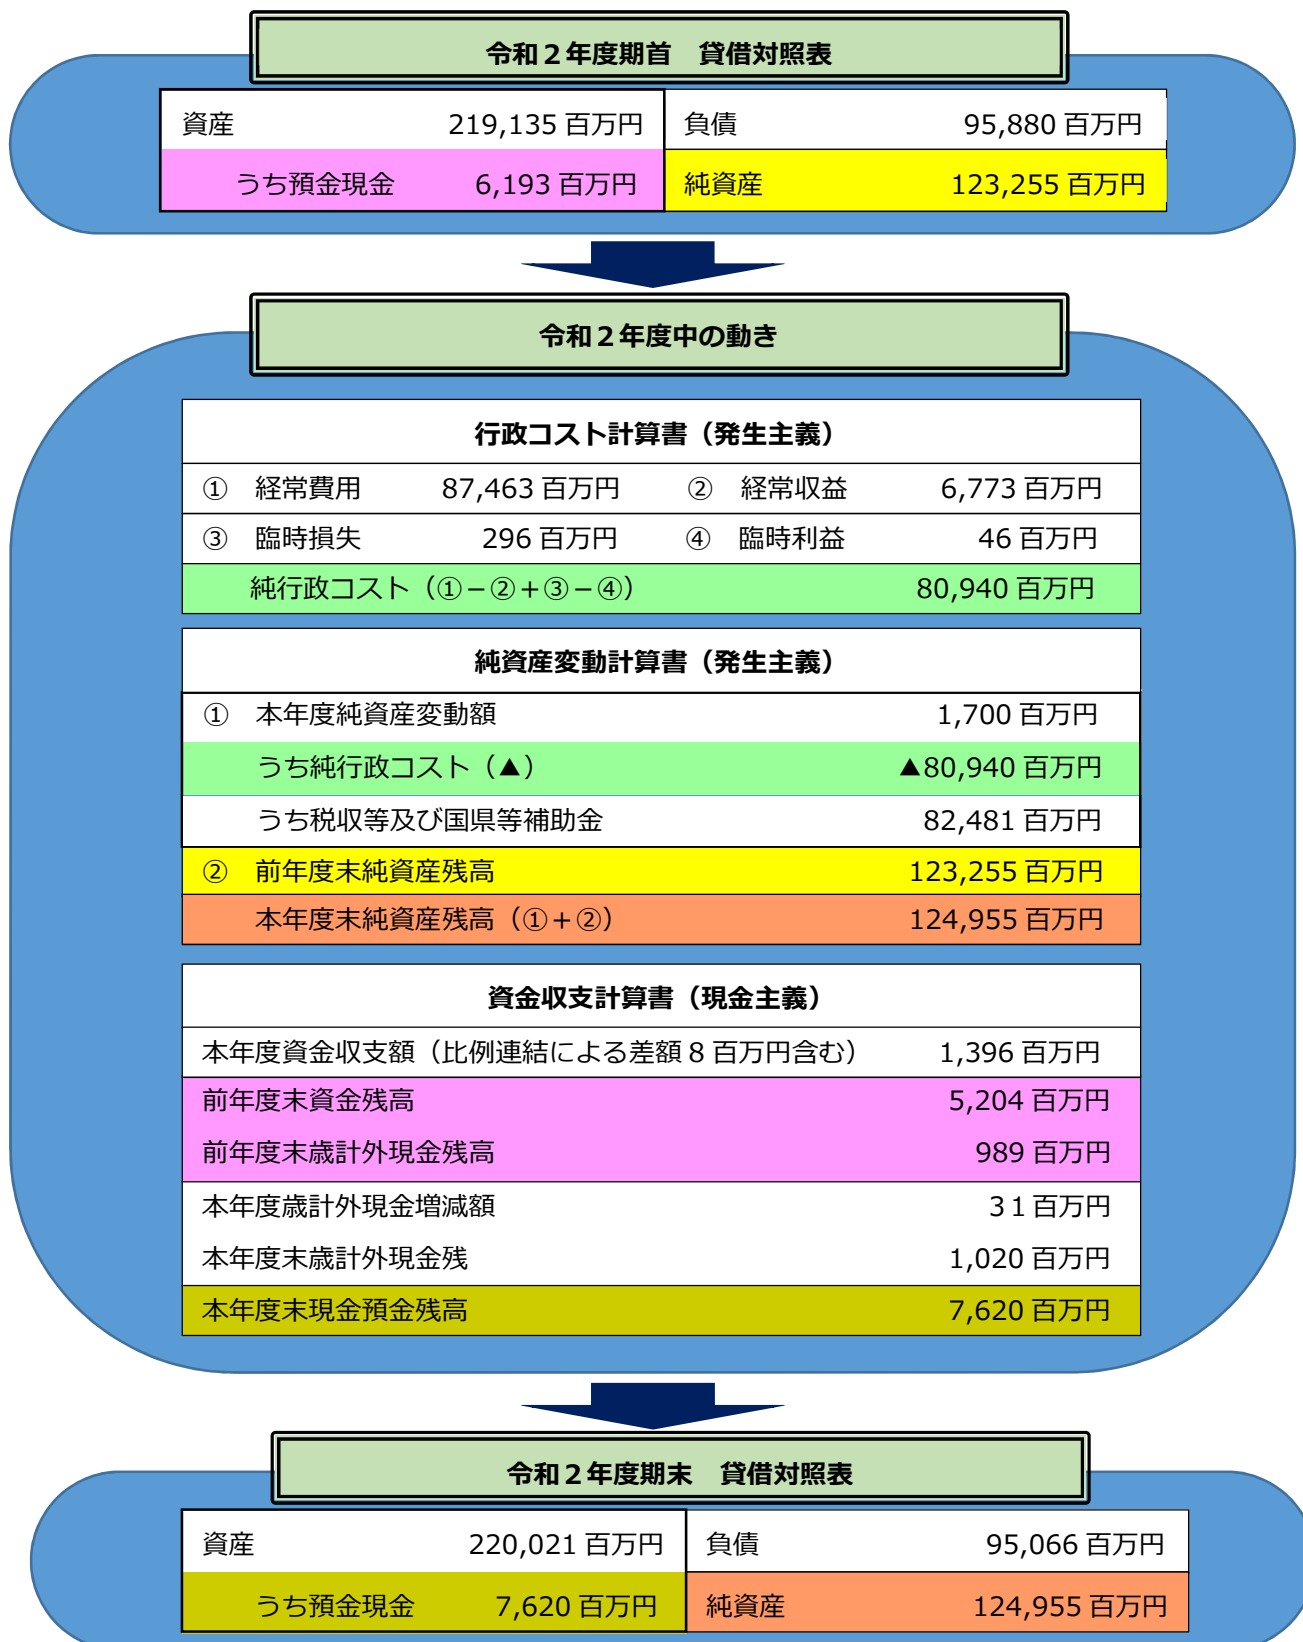 令和２年度期首　貸借対照表
資産 219,135 百万円 負債 95,880 百万円
うち預金現金 6,193 百万円 純資産 123,255 百万円
令和２年度中の動き
行政コスト計算書（発生主義）
① 経常費用 87,463 百万円 ② 経常収益 6,773 百万円
③ 臨時損失 296 百万円 ④ 臨時利益 46 百万円
純行政コスト（①－②＋③－④） 80,940 百万円
純資産変動計算書（発生主義）
① 本年度純資産変動額 1,700 百万円
うち純行政コスト（▲） ▲80,940 百万円
うち税収等及び国県等補助金 82,481 百万円
② 前年度末純資産残高 123,255 百万円
本年度末純資産残高（①＋②） 124,955 百万円
資金収支計算書（現金主義）
本年度資金収支額（比例連結による差額８百万円含む） 1,396 百万円
前年度末資金残高 5,204 百万円
前年度末歳計外現金残高 989 百万円
本年度歳計外現金増減額 ３１百万円
本年度末歳計外現金残 1,020 百万円
本年度末現金預金残高 7,620 百万円
令和２年度期末　貸借対照表
資産 220,021 百万円 負債 95,066 百万円
うち預金現金 7,620 百万円 純資産 124,955 百万円